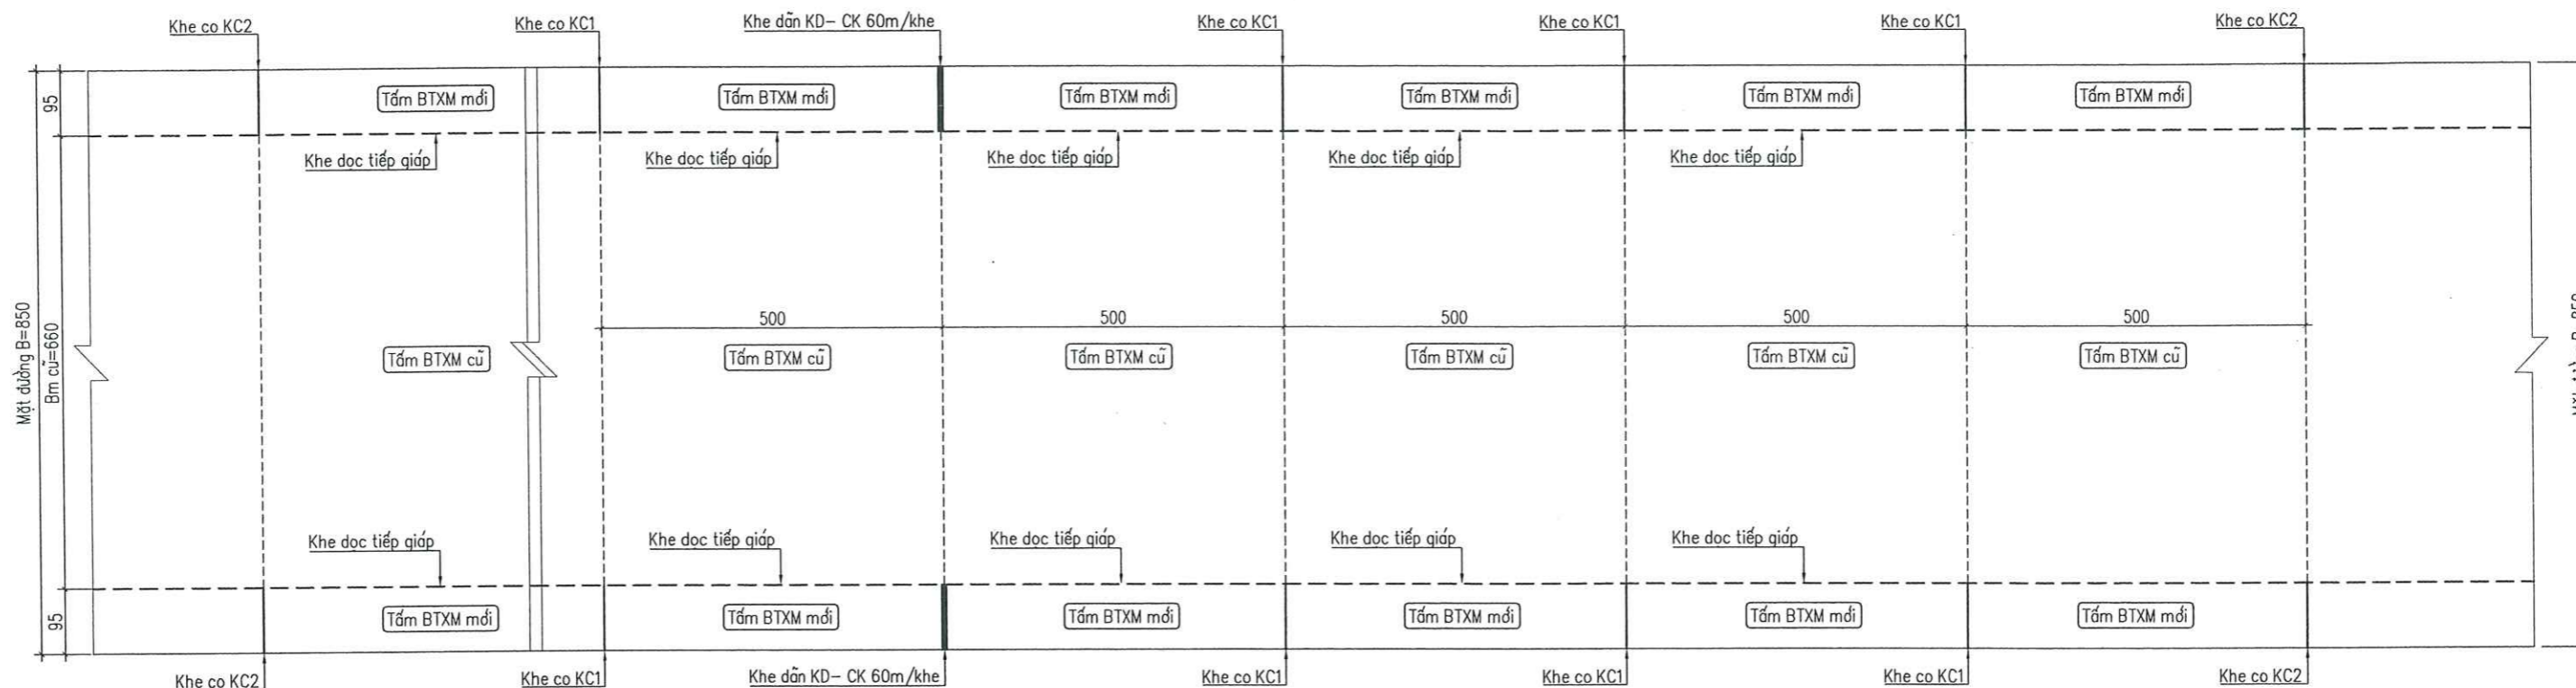 Khe co KC2
Khe co KC1
Khe dãn KD- CK 60m/khe
Khe co KC1
Khe co KC1
Khe co KC1
Khe co KC2
95
Tấm BTXM mới
Tấm BTXM mới
Tấm BTXM mới
Tấm BTXM mới
Tấm BTXM mới
Tấm BTXM mới
Khe dọc tiếp giáp
Khe dọc tiếp giáp
Khe dọc tiếp giáp
Khe dọc tiếp giáp
Khe dọc tiếp giáp
Mặt đường B=850
Bm cũ=660
500
500
500
500
500
Tấm BTXM cũ
Tấm BTXM cũ
Tấm BTXM cũ
Tấm BTXM cũ
Tấm BTXM cũ
Tấm BTXM cũ
Khe dọc tiếp giáp
Khe dọc tiếp giáp
Khe dọc tiếp giáp
Khe dọc tiếp giáp
Khe dọc tiếp giáp
95
Tấm BTXM mới
Tấm BTXM mới
Tấm BTXM mới
Tấm BTXM mới
Tấm BTXM mới
Tấm BTXM mới
Khe co KC2
Khe co KC1
Khe dãn KD- CK 60m/khe
Khe co KC1
Khe co KC1
Khe co KC1
Khe co KC2